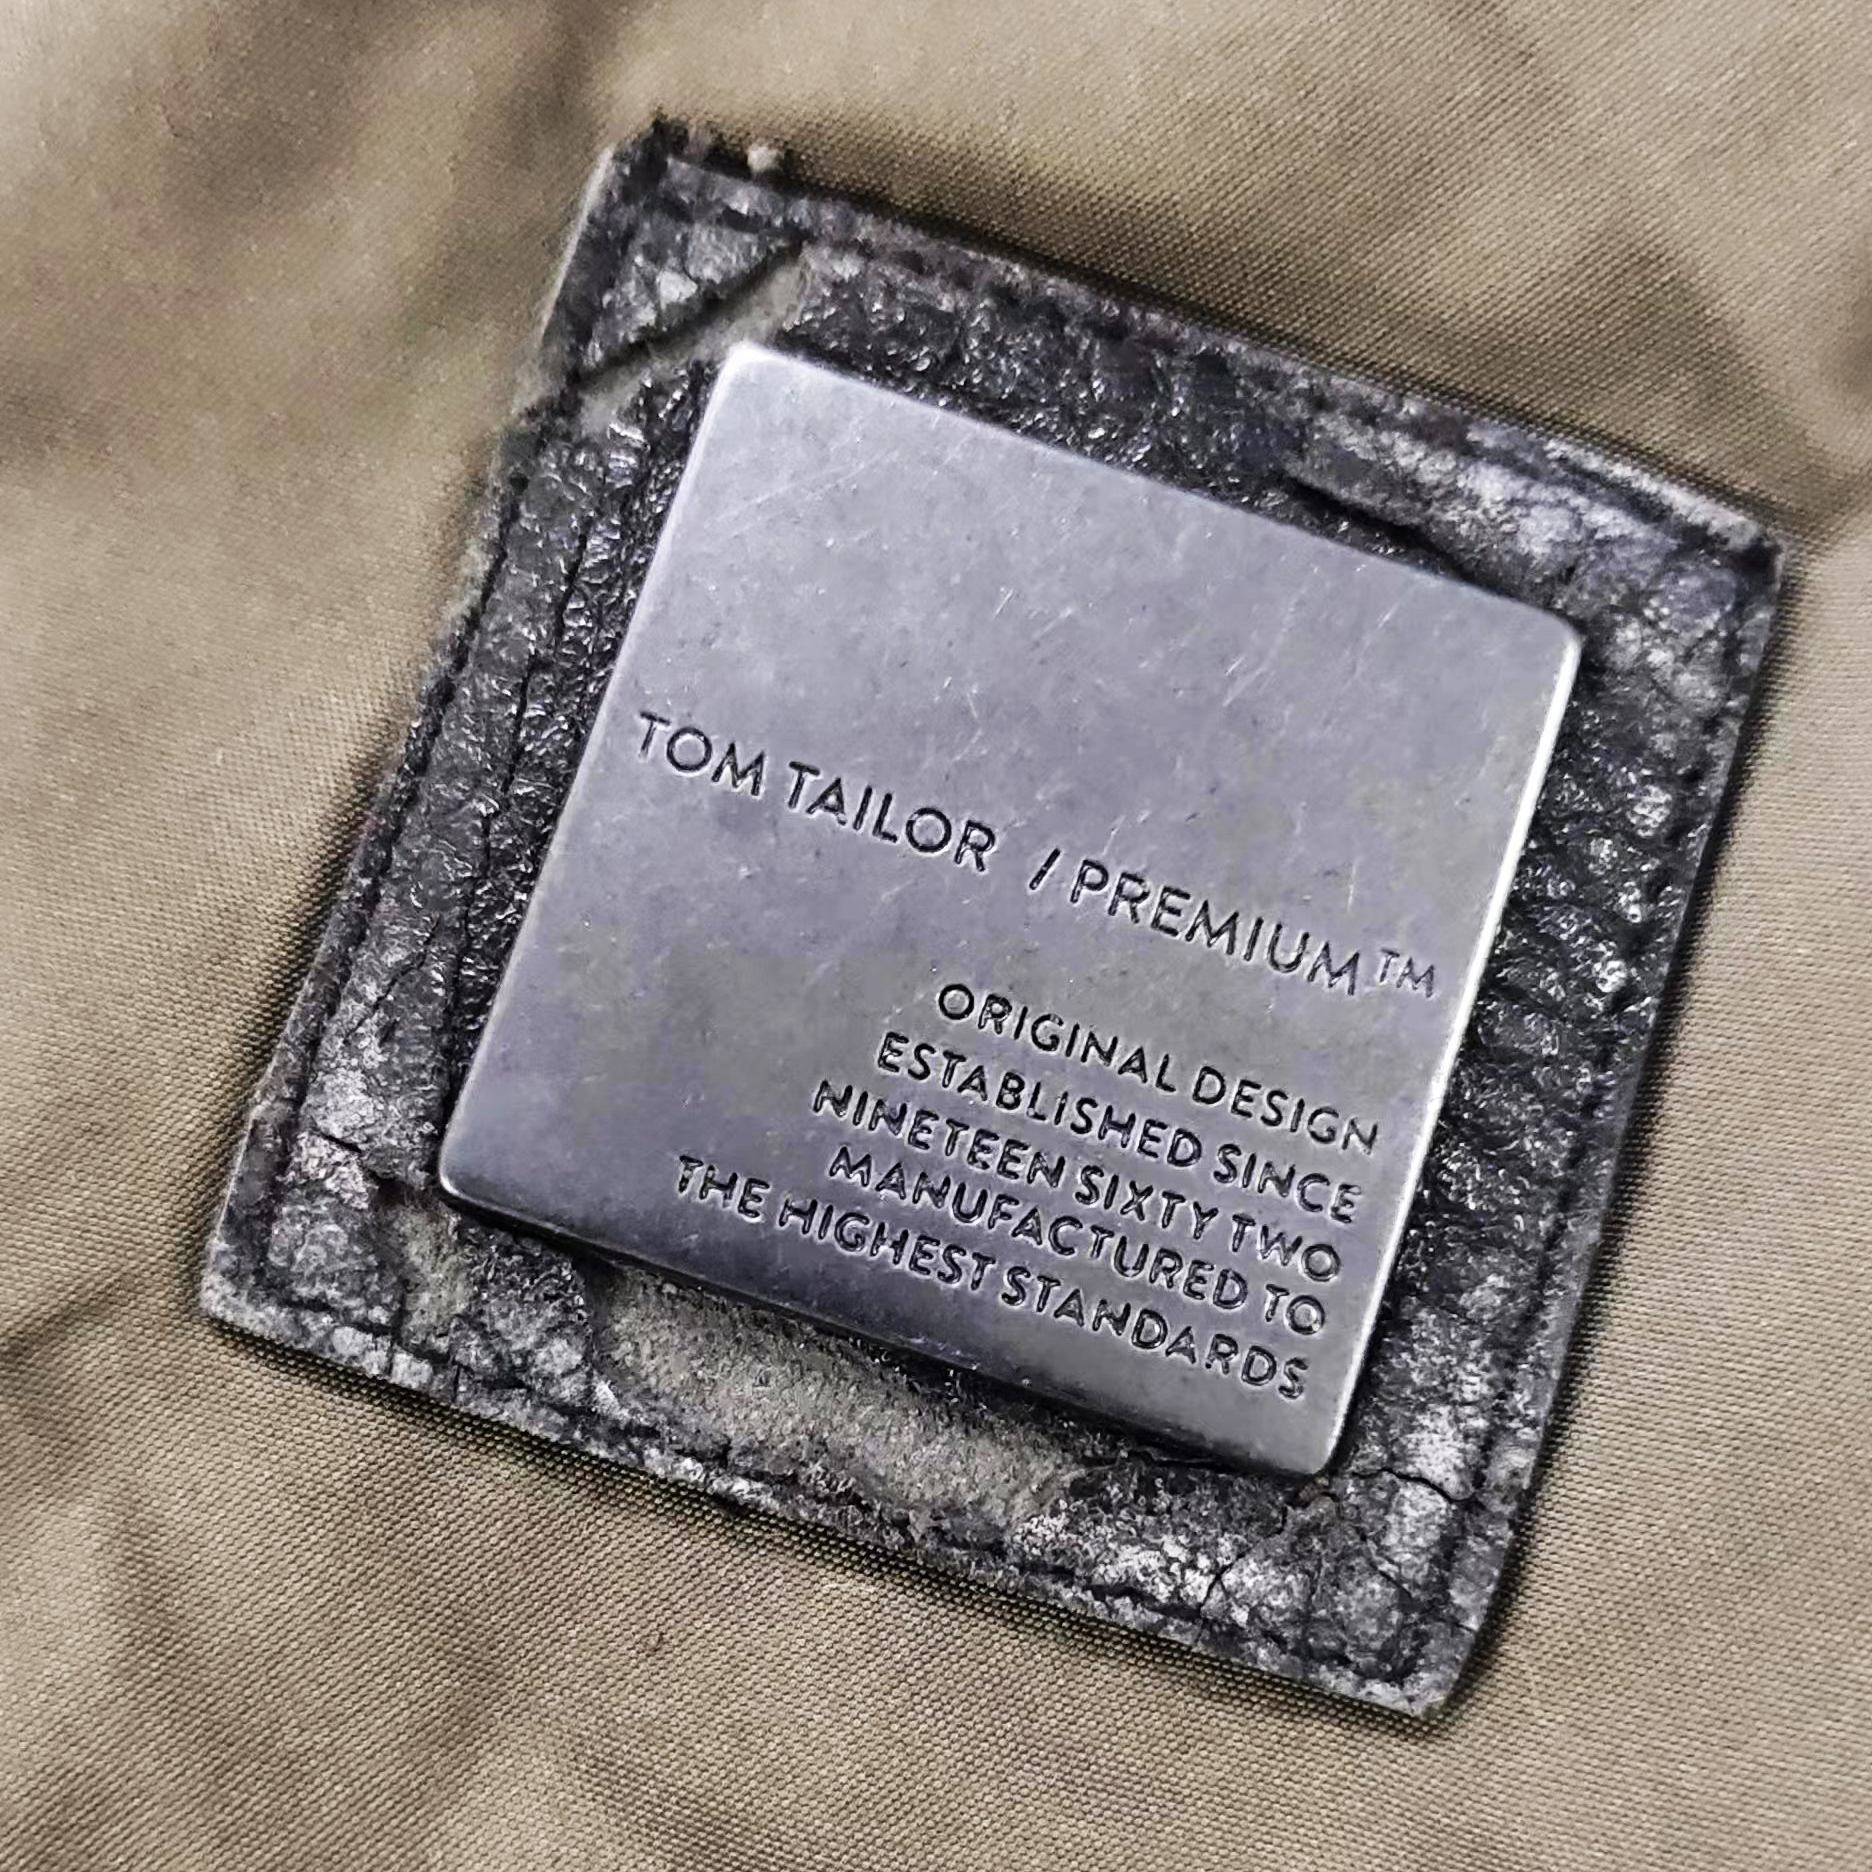 TOM TAILOR / PREMIUM™
ORIGINAL DESIGN
ESTABLISHED SINCE
NINETEEN SIXTY TWO
MANUFACTURED TO
THE HIGHEST STANDARDS